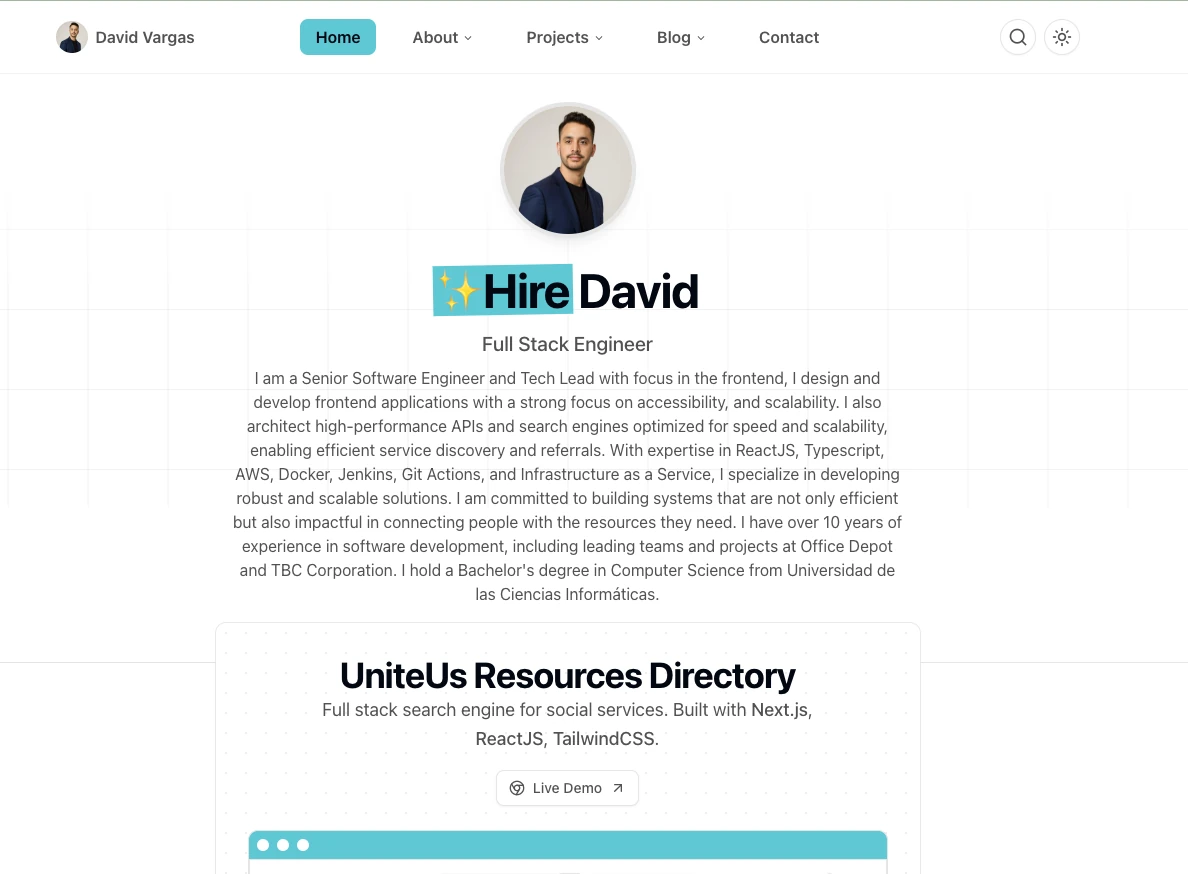 David Vargas
Home
About
Projects
Blog
Contact
✨Hire David
Full Stack Engineer
I am a Senior Software Engineer and Tech Lead with focus in the frontend, I design and
develop frontend applications with a strong focus on accessibility, and scalability. I also
architect high-performance APIs and search engines optimized for speed and scalability,
enabling efficient service discovery and referrals. With expertise in ReactJS, Typescript,
AWS, Docker, Jenkins, Git Actions, and Infrastructure as a Service, I specialize in developing
robust and scalable solutions. I am committed to building systems that are not only efficient
but also impactful in connecting people with the resources they need. I have over 10 years of
experience in software development, including leading teams and projects at Office Depot
and TBC Corporation. I hold a Bachelor's degree in Computer Science from Universidad de
las Ciencias Informáticas.
UniteUs Resources Directory
Full stack search engine for social services. Built with Next.js,
ReactJS, TailwindCSS.
Live Demo